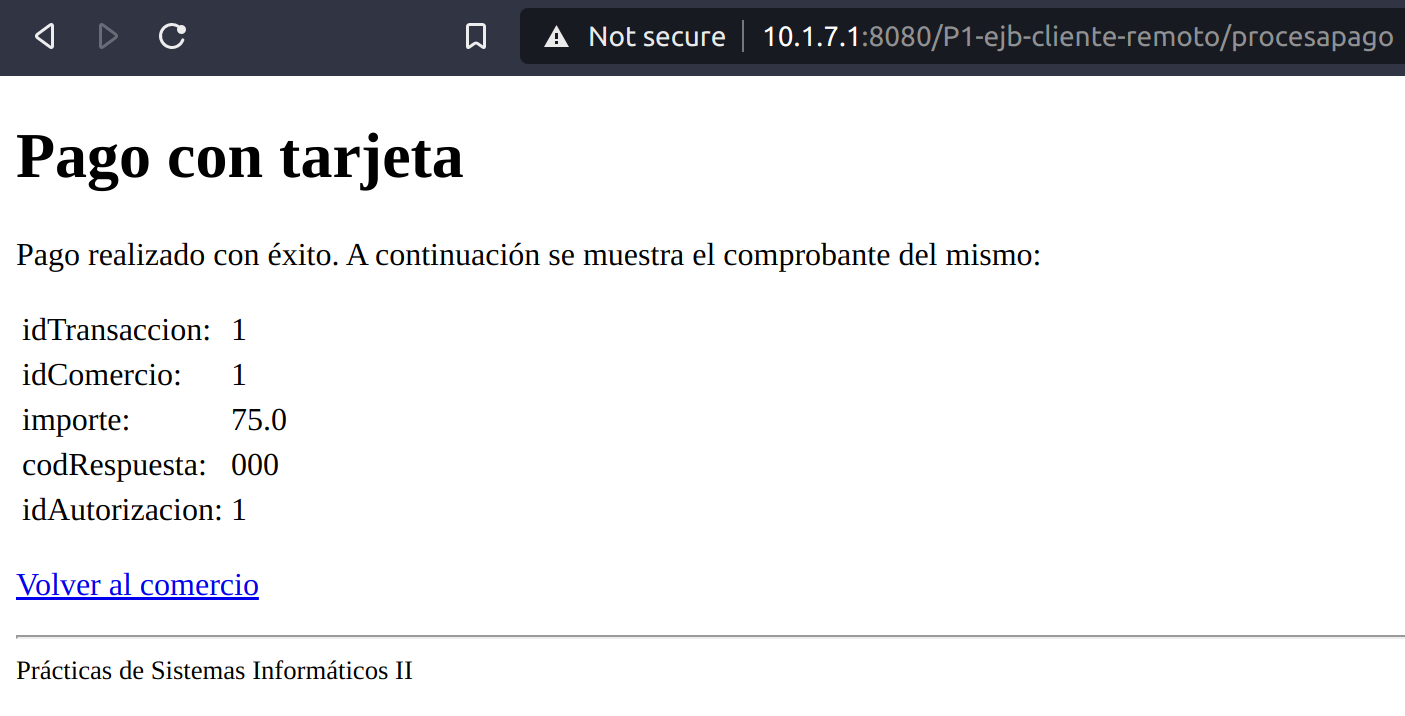 Not secure 10.1.7.1:8080/P1-ejb-cliente-remoto/procesapago
Pago con tarjeta
Pago realizado con éxito. A continuación se muestra el comprobante del mismo:
idTransaccion: 1
idComercio: 1
importe: 75.0
codRespuesta: 000
idAutorizacion: 1
Volver al comercio
Prácticas de Sistemas Informáticos II